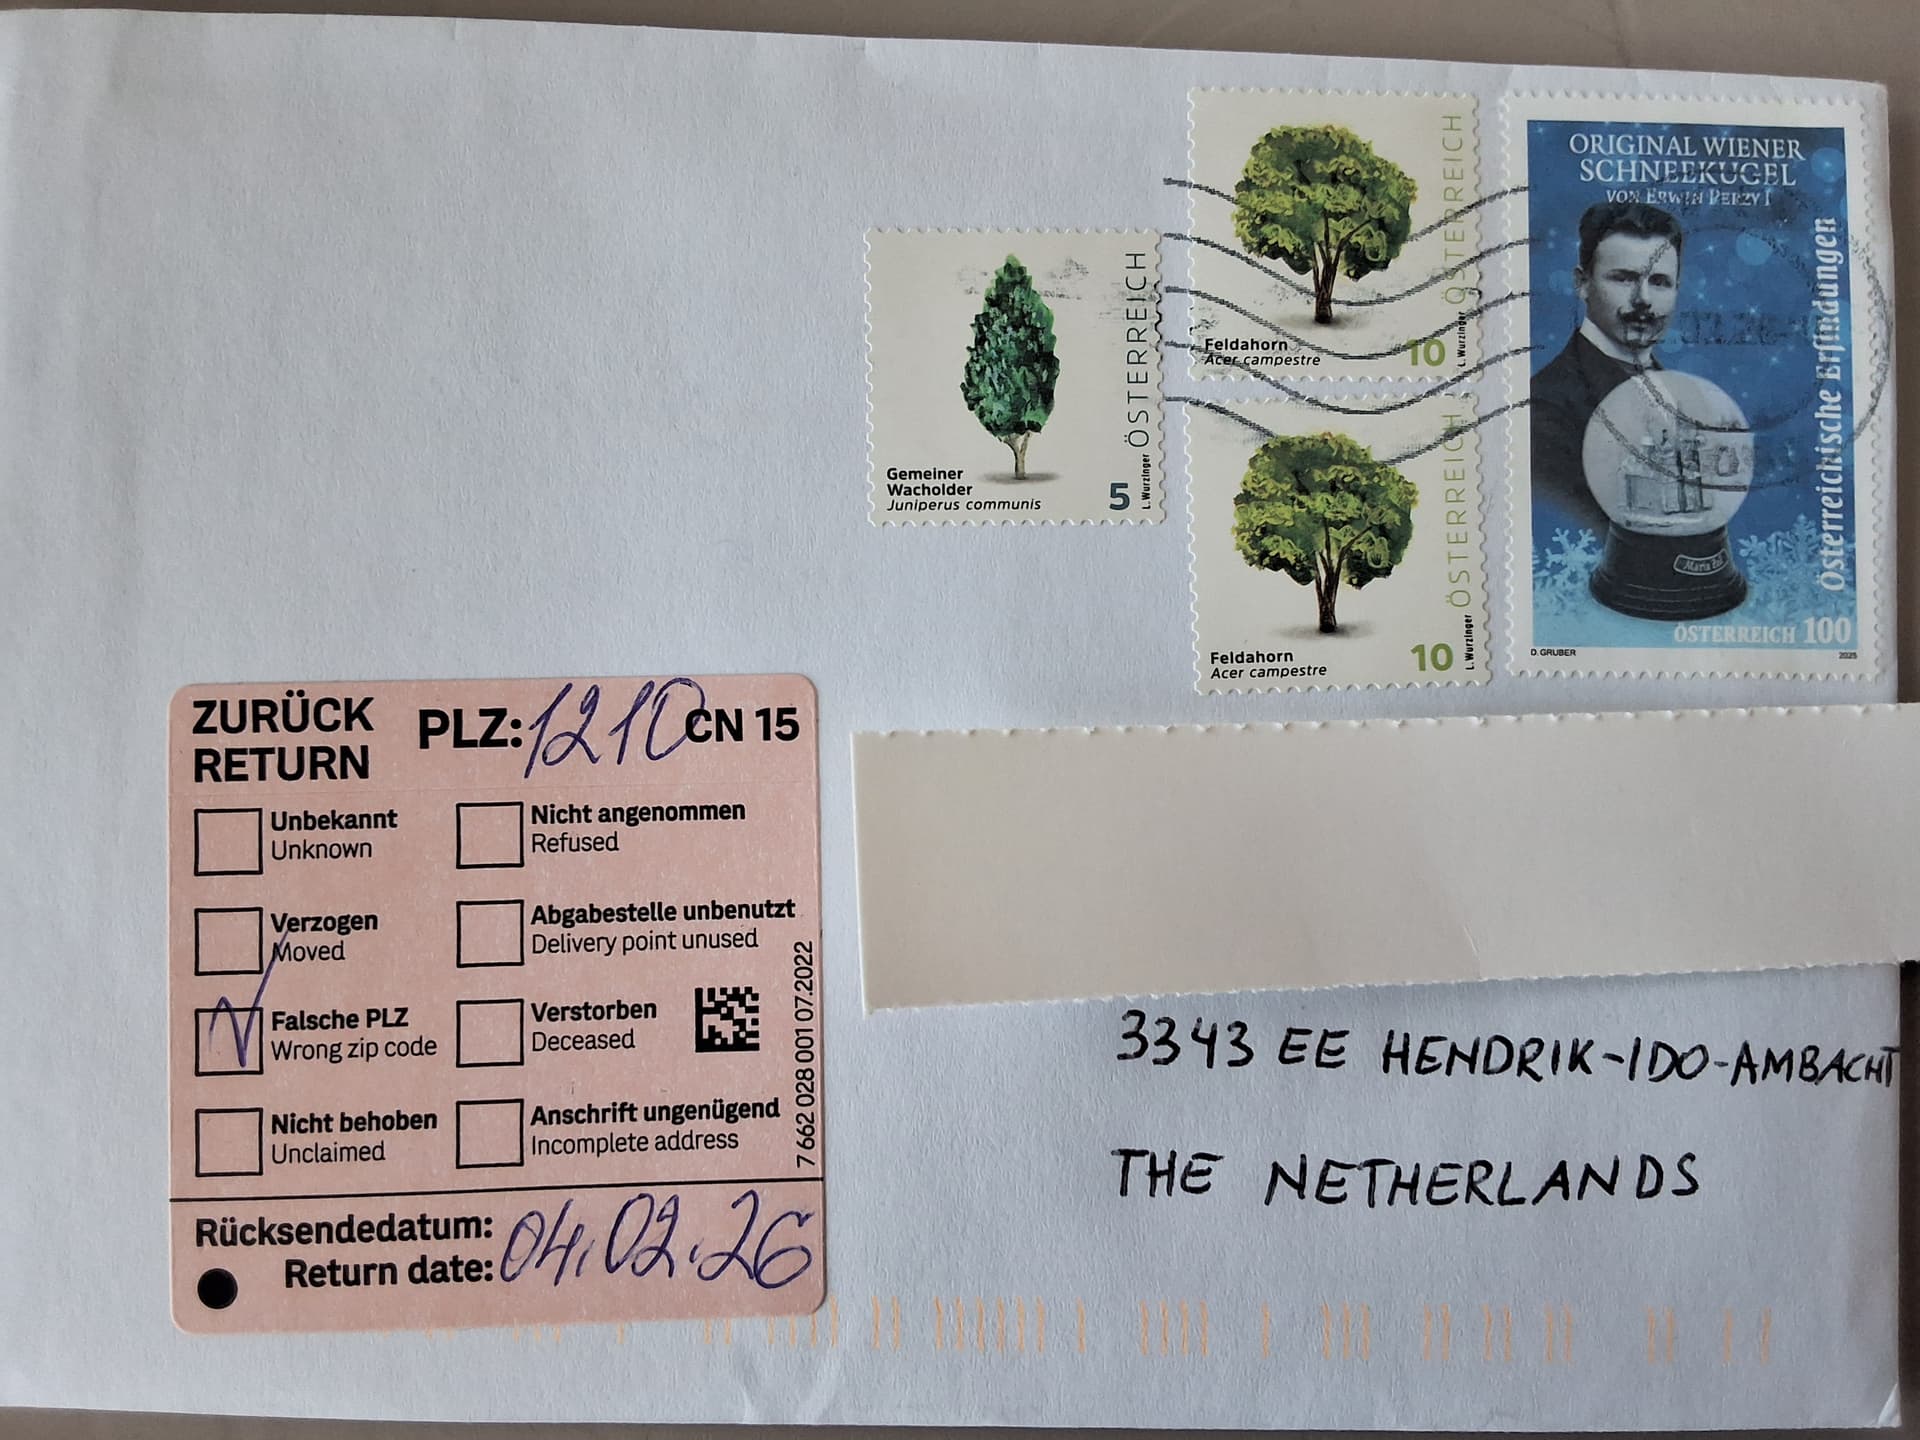 ORIGINAL WIENER
SCHNEEKUGEL
VON ERWIN PERZY I
Österreichische Erfindungen
ÖSTERREICH 100
D. GRUBER
2025
Feldahorn
Acer campestre
10
L. Wurzinger
ÖSTERREICH
Gemeiner
Wacholder
Juniperus communis
5
L. Wurzinger
ÖSTERREICH
Feldahorn
Acer campestre
10
L. Wurzinger
ÖSTERREICH
ZURÜCK
RETURN
PLZ: 1210 CN 15
Unbekannt
Unknown
Nicht angenommen
Refused
Verzogen
Moved
Abgabestelle unbenutzt
Delivery point unused
Falsche PLZ
Wrong zip code
Verstorben
Deceased
Nicht behoben
Unclaimed
Anschrift ungenügend
Incomplete address
7 662 028 001 07.2022
Rücksendedatum:
Return date: 04.02.26
3343 EE HENDRIK-IDO-AMBACHT
THE NETHERLANDS